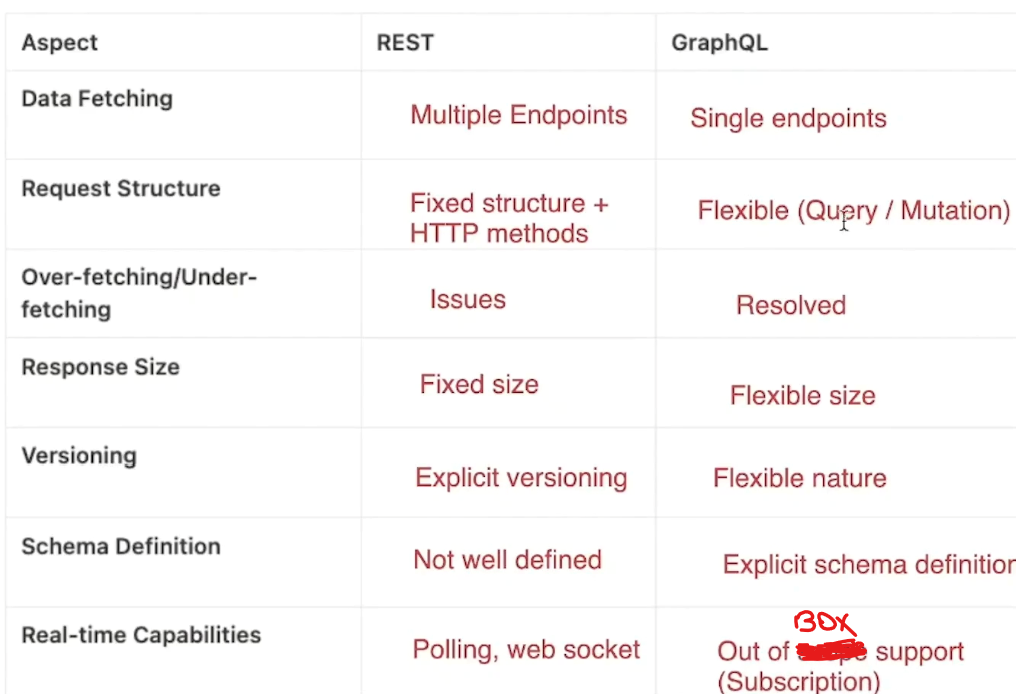 Aspect REST GraphQL
Data Fetching Multiple Endpoints Single endpoints
Request Structure Fixed structure + Flexible (Query / Mutation)
HTTP methods
Over-fetching/Under- Issues Resolved
fetching
Response Size Fixed size Flexible size
Versioning Explicit versioning Flexible nature
Schema Definition Not well defined Explicit schema definition
BOX
Real-time Capabilities Polling, web socket Out of support
(Subscription)